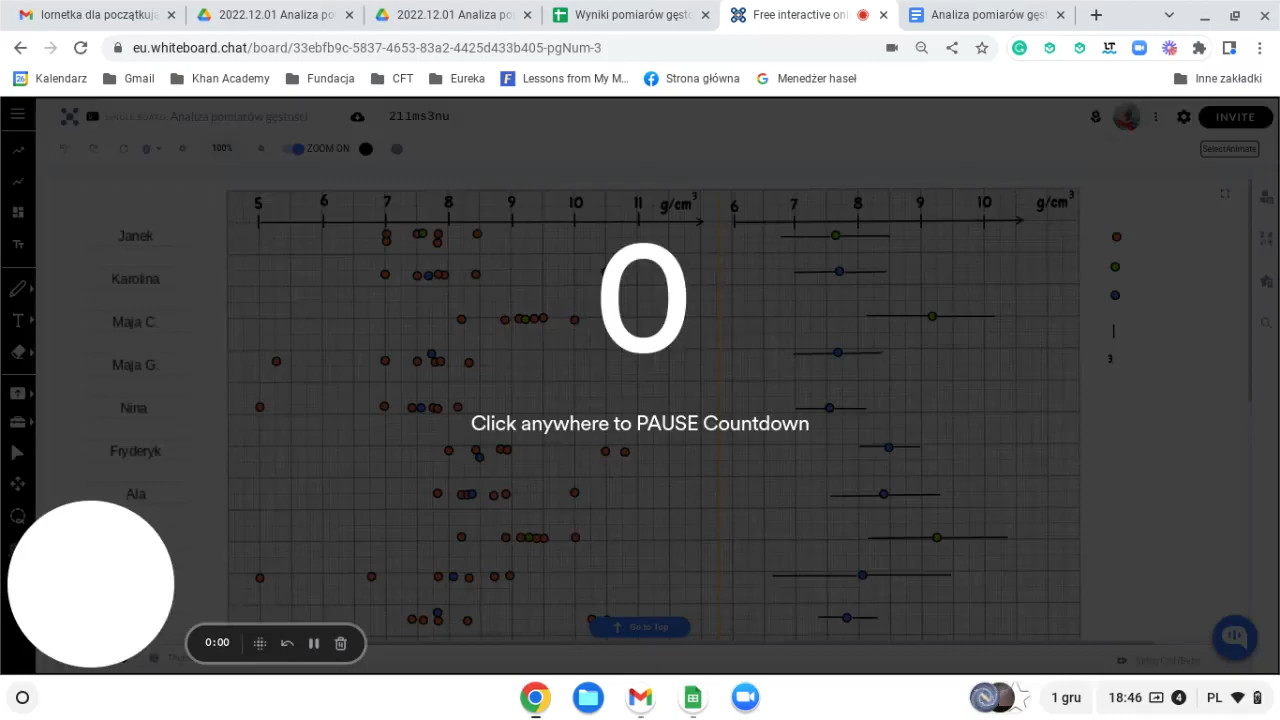 lornetka dla początkują
2022.12.01 Analiza po
2022.12.01 Analiza pom
Wyniki pomiarów gęsto
Free interactive onl
Analiza pomiarów gęs
eu.whiteboard.chat/board/33ebfb9c-5837-4653-83a2-4425d433b405-pgNum-3
Kalendarz
Gmail
Khan Academy
Fundacja
CFT
Eureka
Lessons from My M...
Strona główna
Menedżer haseł
Inne zakładki
Analiza pomiarów gęstości
211ms3nu
INVITE
100%
ZOOM ON
SelectAnimate
5 6 7 8 9 10 11 g/cm³ 6 7 8 9 10 g/cm³
Janek
Karolina
Maja C.
Maja G.
Nina
Fryderyk
Ala
0
Click anywhere to PAUSE Countdown
3
Go to Top
0:00
1 gru
18:46
4
PL